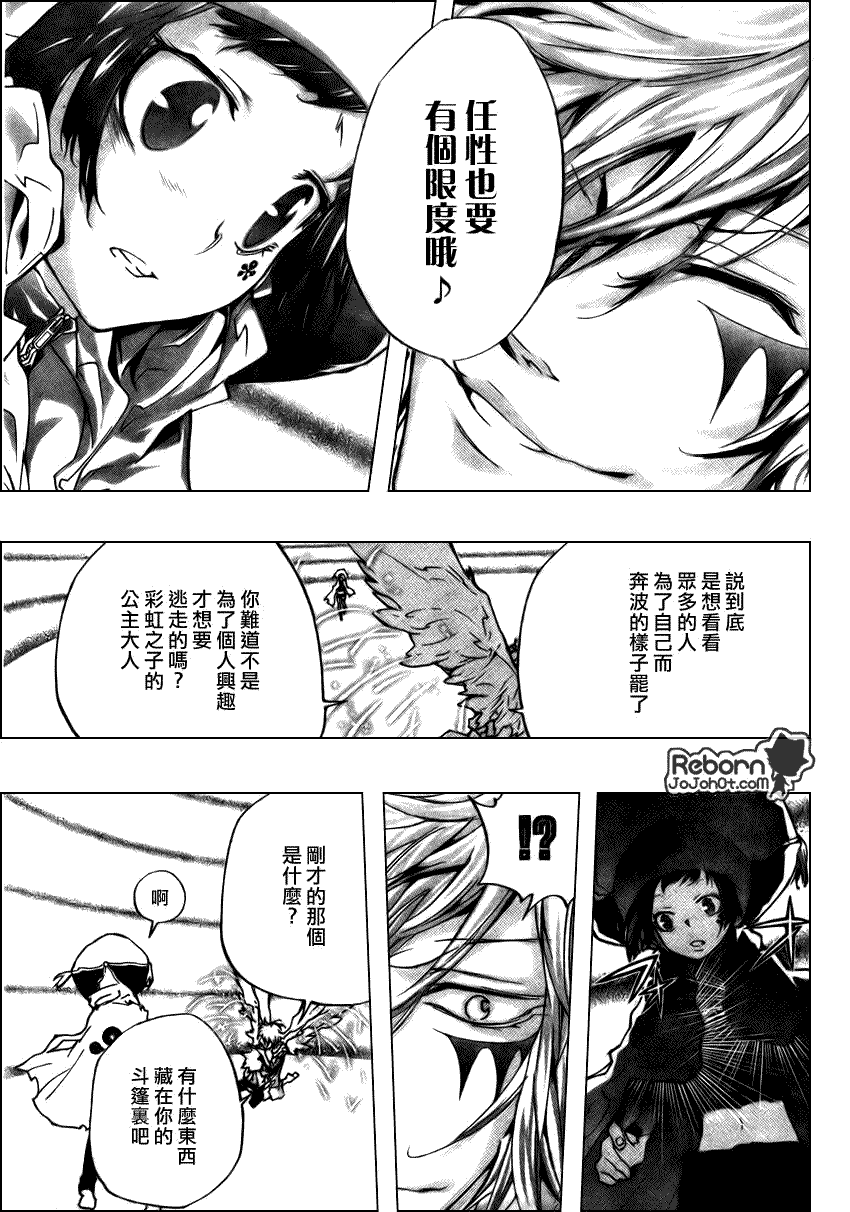 任性也要
有個限度哦♪
説到底
是想看看
眾多的人
為了自己而
奔波的樣子罷了
你難道不是
為了個人興趣
才想要
逃走的嗎？
彩虹之子的
公主大人
Reborn
JoJoHOt.coM
!?
剛才的那個
是什麼？
啊
有什麼東西
藏在你的
斗篷裏吧